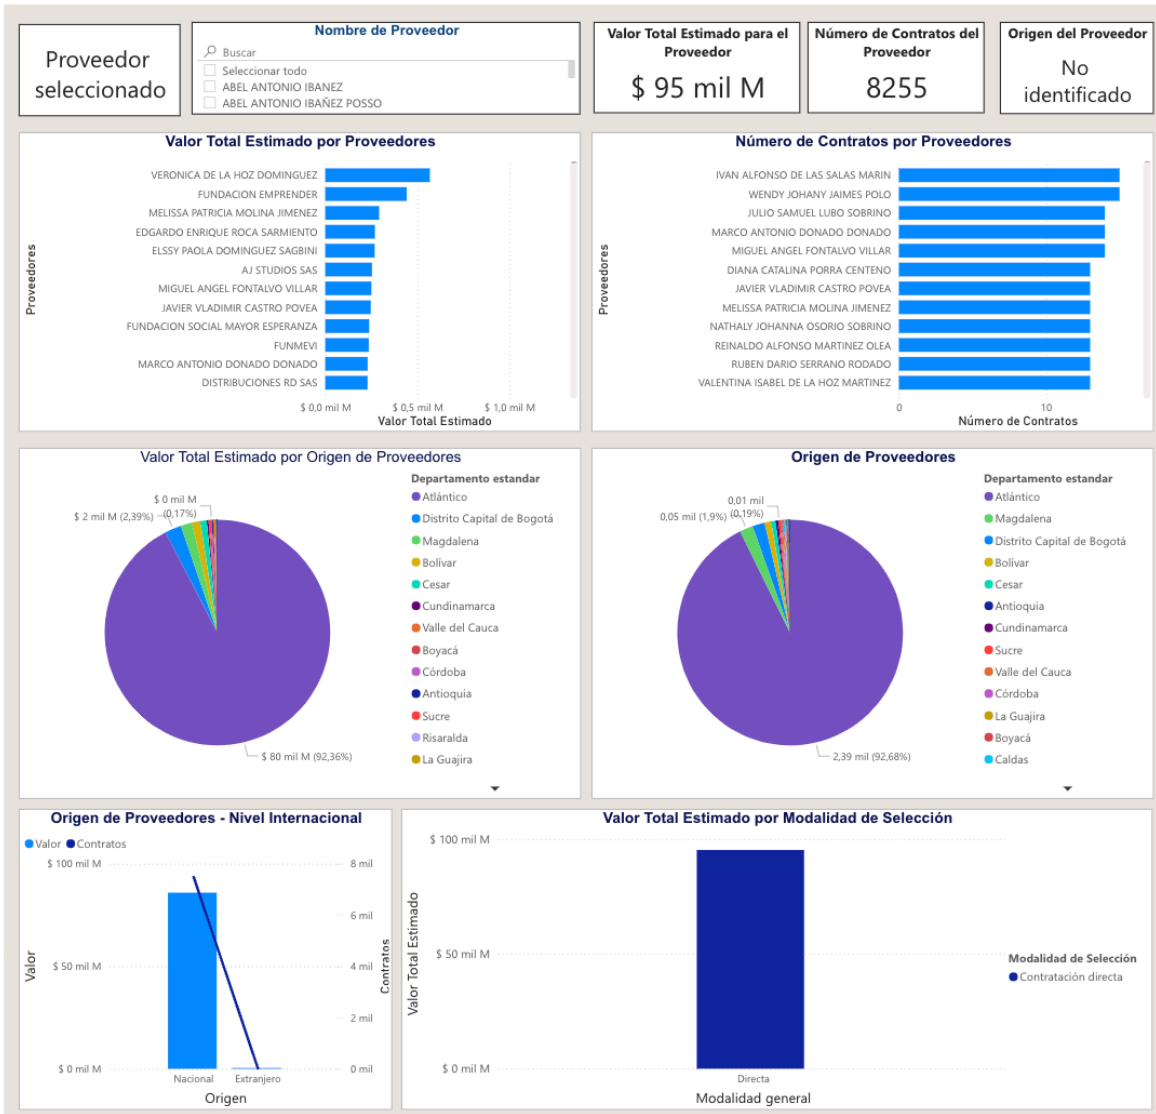 Proveedor
seleccionado
Nombre de Proveedor
Buscar
Seleccionar todo
ABEL ANTONIO IBANEZ
ABEL ANTONIO IBAÑEZ POSSO
Valor Total Estimado para el
Proveedor
$ 95 mil M
Número de Contratos del
Proveedor
8255
Origen del Proveedor
No
identificado
Valor Total Estimado por Proveedores
Proveedores
VERONICA DE LA HOZ DOMINGUEZ
FUNDACION EMPRENDER
MELISSA PATRICIA MOLINA JIMENEZ
EDGARDO ENRIQUE ROCA SARMIENTO
ELSSY PAOLA DOMINGUEZ SAGBINI
AJ STUDIOS SAS
MIGUEL ANGEL FONTALVO VILLAR
JAVIER VLADIMIR CASTRO POVEA
FUNDACION SOCIAL MAYOR ESPERANZA
FUNMEVI
MARCO ANTONIO DONADO DONADO
DISTRIBUCIONES RD SAS
$ 0,0 mil M
$ 0,5 mil M
$ 1,0 mil M
Valor Total Estimado
Número de Contratos por Proveedores
Proveedores
IVAN ALFONSO DE LAS SALAS MARIN
WENDY JOHANY JAIMES POLO
JULIO SAMUEL LUBO SOBRINO
MARCO ANTONIO DONADO DONADO
MIGUEL ANGEL FONTALVO VILLAR
DIANA CATALINA PORRA CENTENO
JAVIER VLADIMIR CASTRO POVEA
MELISSA PATRICIA MOLINA JIMENEZ
NATHALY JOHANNA OSORIO SOBRINO
REINALDO ALFONSO MARTINEZ OLEA
RUBEN DARIO SERRANO RODADO
VALENTINA ISABEL DE LA HOZ MARTINEZ
0
10
Número de Contratos
Valor Total Estimado por Origen de Proveedores
$ 0 mil M
(0,17%)
$ 2 mil M (2,39%)
$ 80 mil M (92,36%)
Departamento estandar
Atlántico
Distrito Capital de Bogotá
Magdalena
Bolívar
Cesar
Cundinamarca
Valle del Cauca
Boyacá
Córdoba
Antioquia
Sucre
Risaralda
La Guajira
Origen de Proveedores
0,01 mil
(0,19%)
0,05 mil (1,9%)
2,39 mil (92,68%)
Departamento estandar
Atlántico
Magdalena
Distrito Capital de Bogotá
Bolívar
Cesar
Antioquia
Cundinamarca
Sucre
Valle del Cauca
Córdoba
La Guajira
Boyacá
Caldas
Origen de Proveedores - Nivel Internacional
Valor
Contratos
$ 100 mil M
$ 50 mil M
$ 0 mil M
Valor
8 mil
6 mil
4 mil
2 mil
0 mil
Contratos
Nacional
Extranjero
Origen
Valor Total Estimado por Modalidad de Selección
Valor Total Estimado
$ 100 mil M
$ 50 mil M
$ 0 mil M
Directa
Modalidad general
Modalidad de Selección
Contratación directa